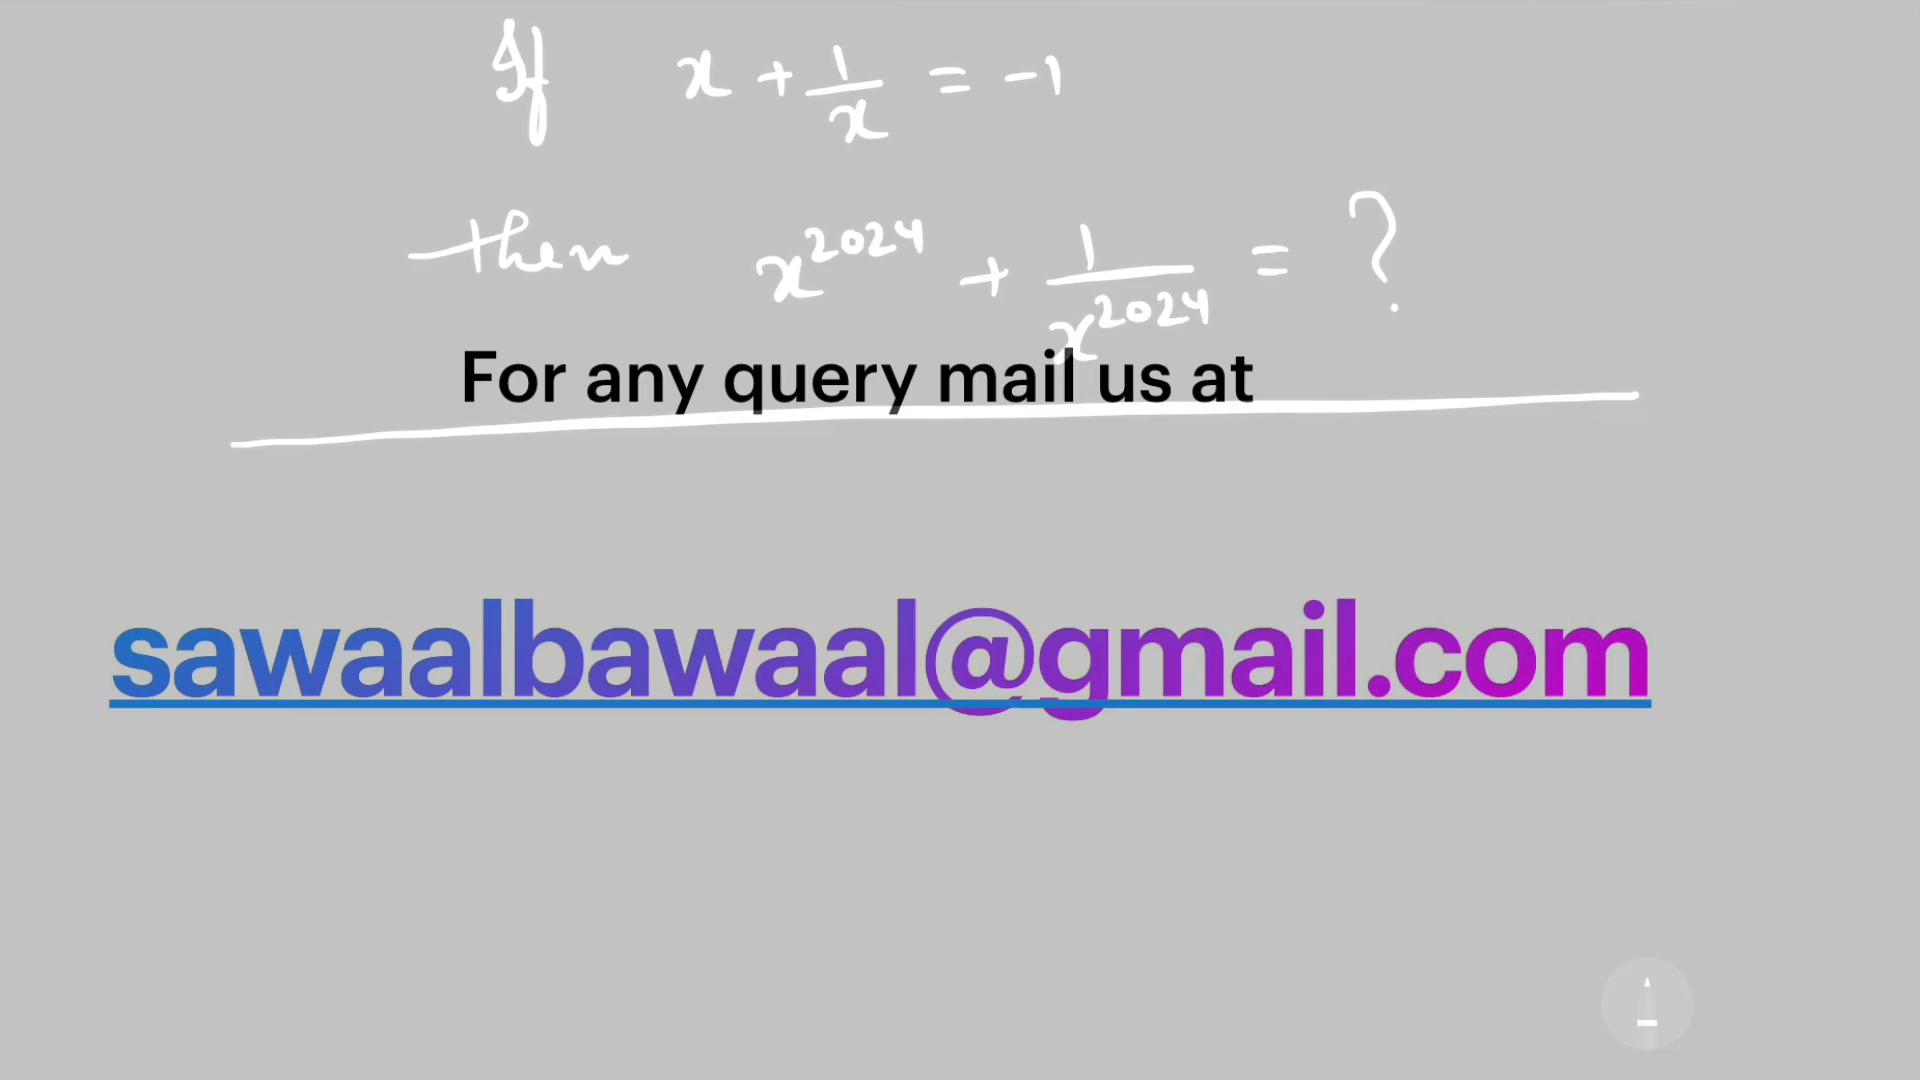 If x + 1/x = -1
then x^2024 + 1/x^2024 = ?
For any query mail us at
sawaalbawaal@gmail.com